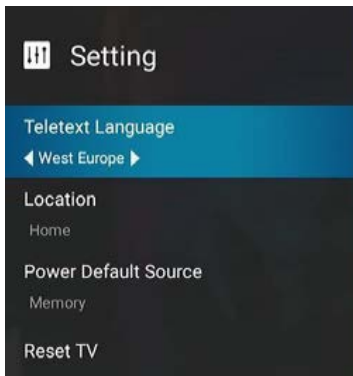 Setting
Teletext Language
West Europe
Location
Home
Power Default Source
Memory
Reset TV